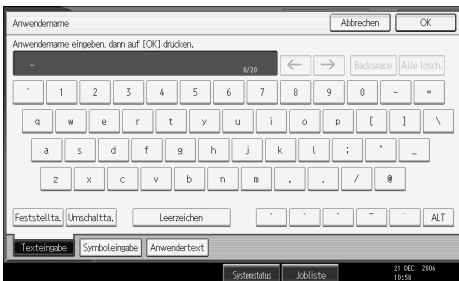 Anwendername Abbrechen OK
Anwendername eingeben, dann auf [OK] drücken.
_ 0/20 ← → Backspace Alle lösch.
` 1 2 3 4 5 6 7 8 9 0 - =
q w e r t y u i o p [ ] \
a s d f g h j k l ; ' _
z x c v b n m , . / @
Feststellta. Umschaltta. Leerzeichen ´ ` ^ ~ ¨ ALT
Texteingabe Symboleingabe Anwendertext
Systemstatus Jobliste 21 DEC 2006
10:58